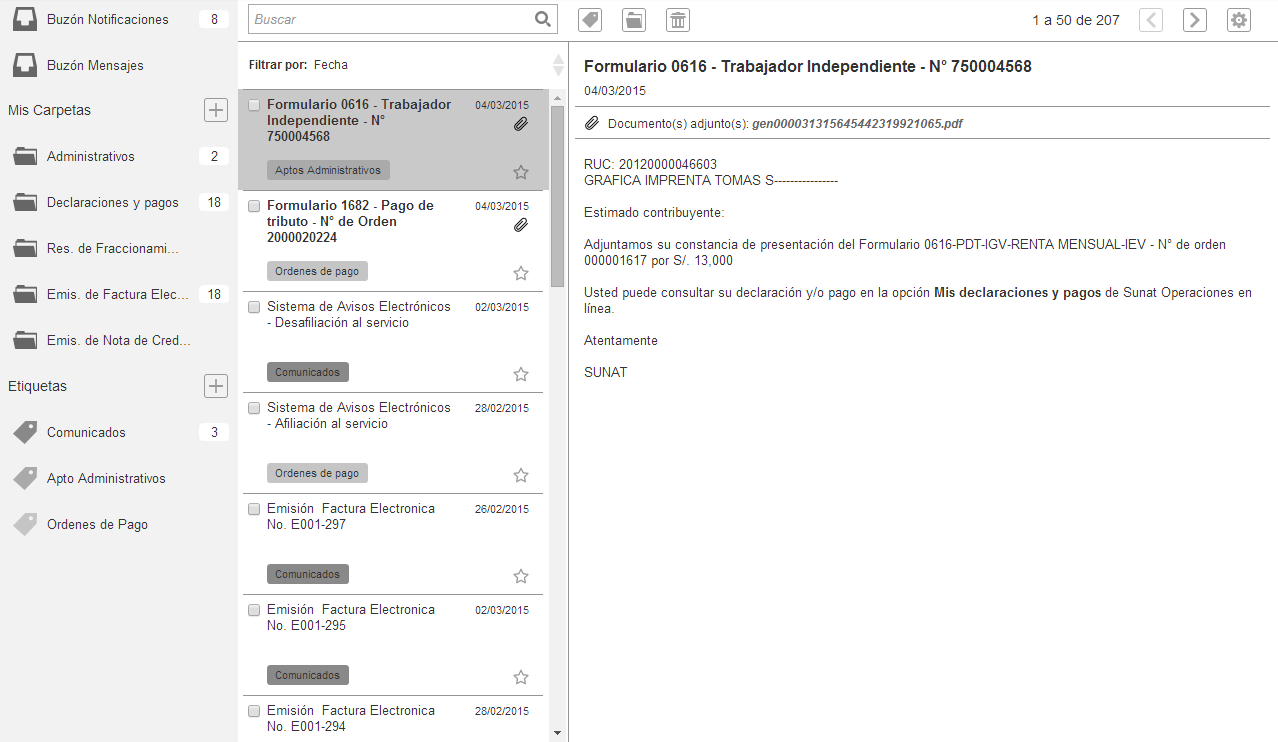 Buzón Notificaciones 8
Buzón Mensajes
Mis Carpetas
Administrativos 2
Declaraciones y pagos 18
Res. de Fraccionami...
Emis. de Factura Elec... 18
Emis. de Nota de Cred...
Etiquetas
Comunicados 3
Apto Administrativos
Ordenes de Pago
Buscar
Filtrar por: Fecha
Formulario 0616 - Trabajador 04/03/2015
Independiente - N°
750004568
Aptos Administrativos
Formulario 1682 - Pago de 04/03/2015
tributo - N° de Orden
2000020224
Ordenes de pago
Sistema de Avisos Electrónicos 02/03/2015
- Desafiliación al servicio
Comunicados
Sistema de Avisos Electrónicos 28/02/2015
- Afiliación al servicio
Ordenes de pago
Emisión Factura Electronica 26/02/2015
No. E001-297
Comunicados
Emisión Factura Electronica 02/03/2015
No. E001-295
Comunicados
Emisión Factura Electronica 28/02/2015
No. E001-294
1 a 50 de 207
Formulario 0616 - Trabajador Independiente - N° 750004568
04/03/2015
Documento(s) adjunto(s): gen000031315645442319921065.pdf
RUC: 20120000046603
GRAFICA IMPRENTA TOMAS S----------------
Estimado contribuyente:
Adjuntamos su constancia de presentación del Formulario 0616-PDT-IGV-RENTA MENSUAL-IEV - N° de orden
000001617 por S/. 13,000
Usted puede consultar su declaración y/o pago en la opción Mis declaraciones y pagos de Sunat Operaciones en
línea.
Atentamente
SUNAT